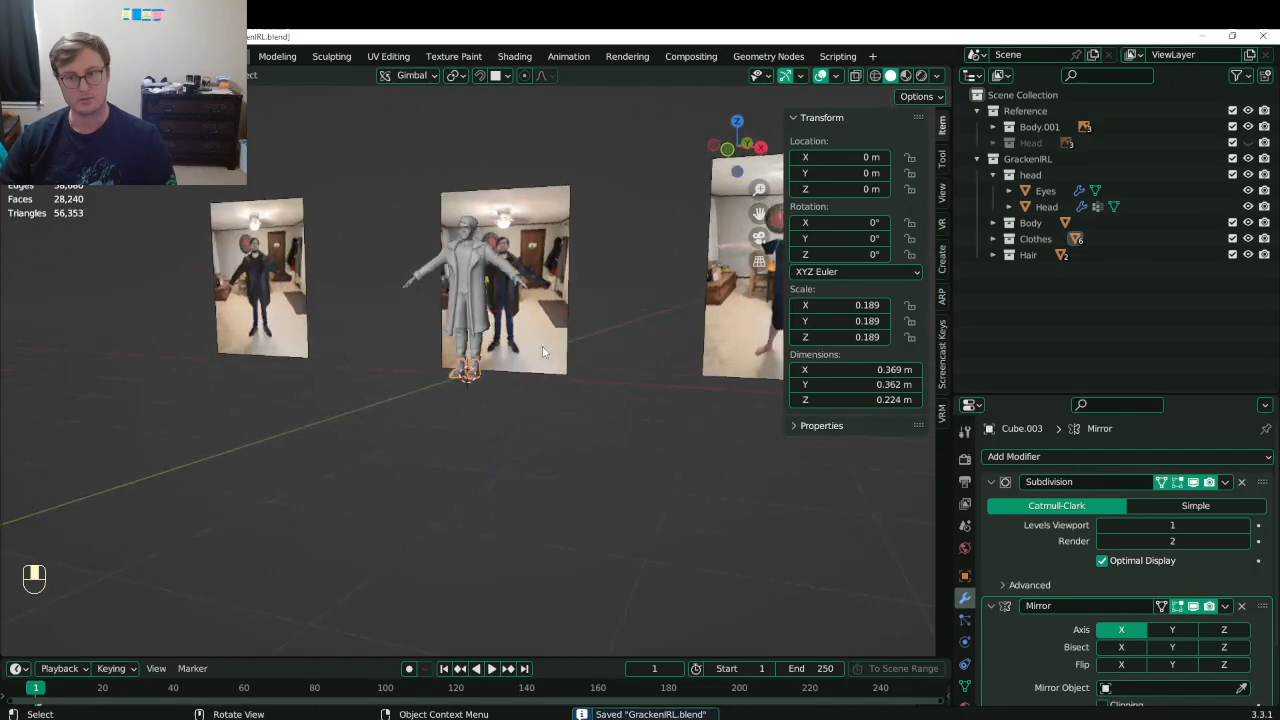 enIRL.blend]
Modeling Sculpting UV Editing Texture Paint Shading Animation Rendering Compositing Geometry Nodes Scripting +
Scene ViewLayer
ect Gimbal
Options
Scene Collection
Reference
Body.001 3
Head 3
GrackenIRL
head
Eyes
Head
Body
Clothes 6
Hair 2
Edges
Faces 28,240
Triangles 56,353
Z
Y
X
Transform
Location:
X 0 m
Y 0 m
Z 0 m
Rotation:
X 0°
Y 0°
Z 0°
XYZ Euler
Scale:
X 0.189
Y 0.189
Z 0.189
Dimensions:
X 0.369 m
Y 0.362 m
Z 0.224 m
Properties
Item
Tool
View
VR
Create
ARP
Screencast Keys
VRM
Cube.003 > Mirror
Add Modifier
Subdivision
Catmull-Clark Simple
Levels Viewport 1
Render 2
Optimal Display
Advanced
Mirror
Axis X Y Z
Bisect X Y Z
Flip X Y Z
Mirror Object
Playback Keying View Marker 1 Start 1 End 250 To Scene Range
1 20 40 60 80 100 120 140 160 180 200 220 240
Select Rotate View Object Context Menu Saved "GrackenIRL.blend" 3.3.1